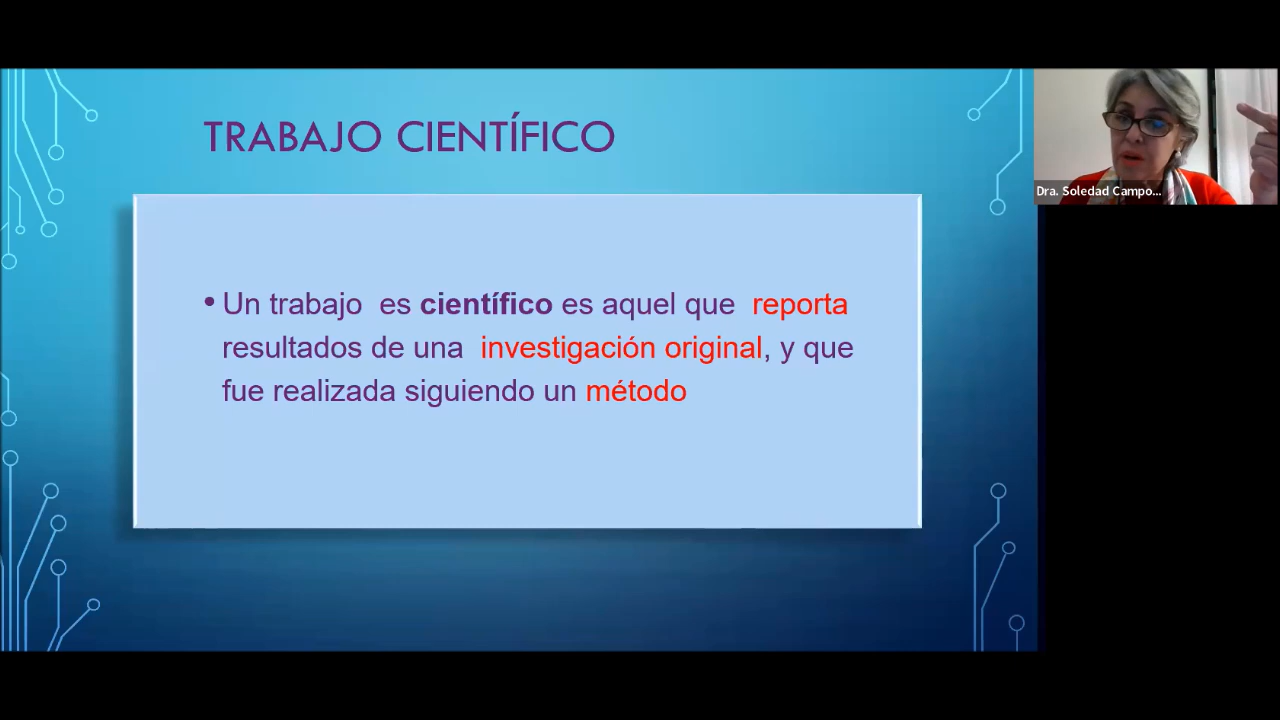 TRABAJO CIENTÍFICO
Dra. Soledad Campo...
• Un trabajo es científico es aquel que reporta
resultados de una investigación original, y que
fue realizada siguiendo un método